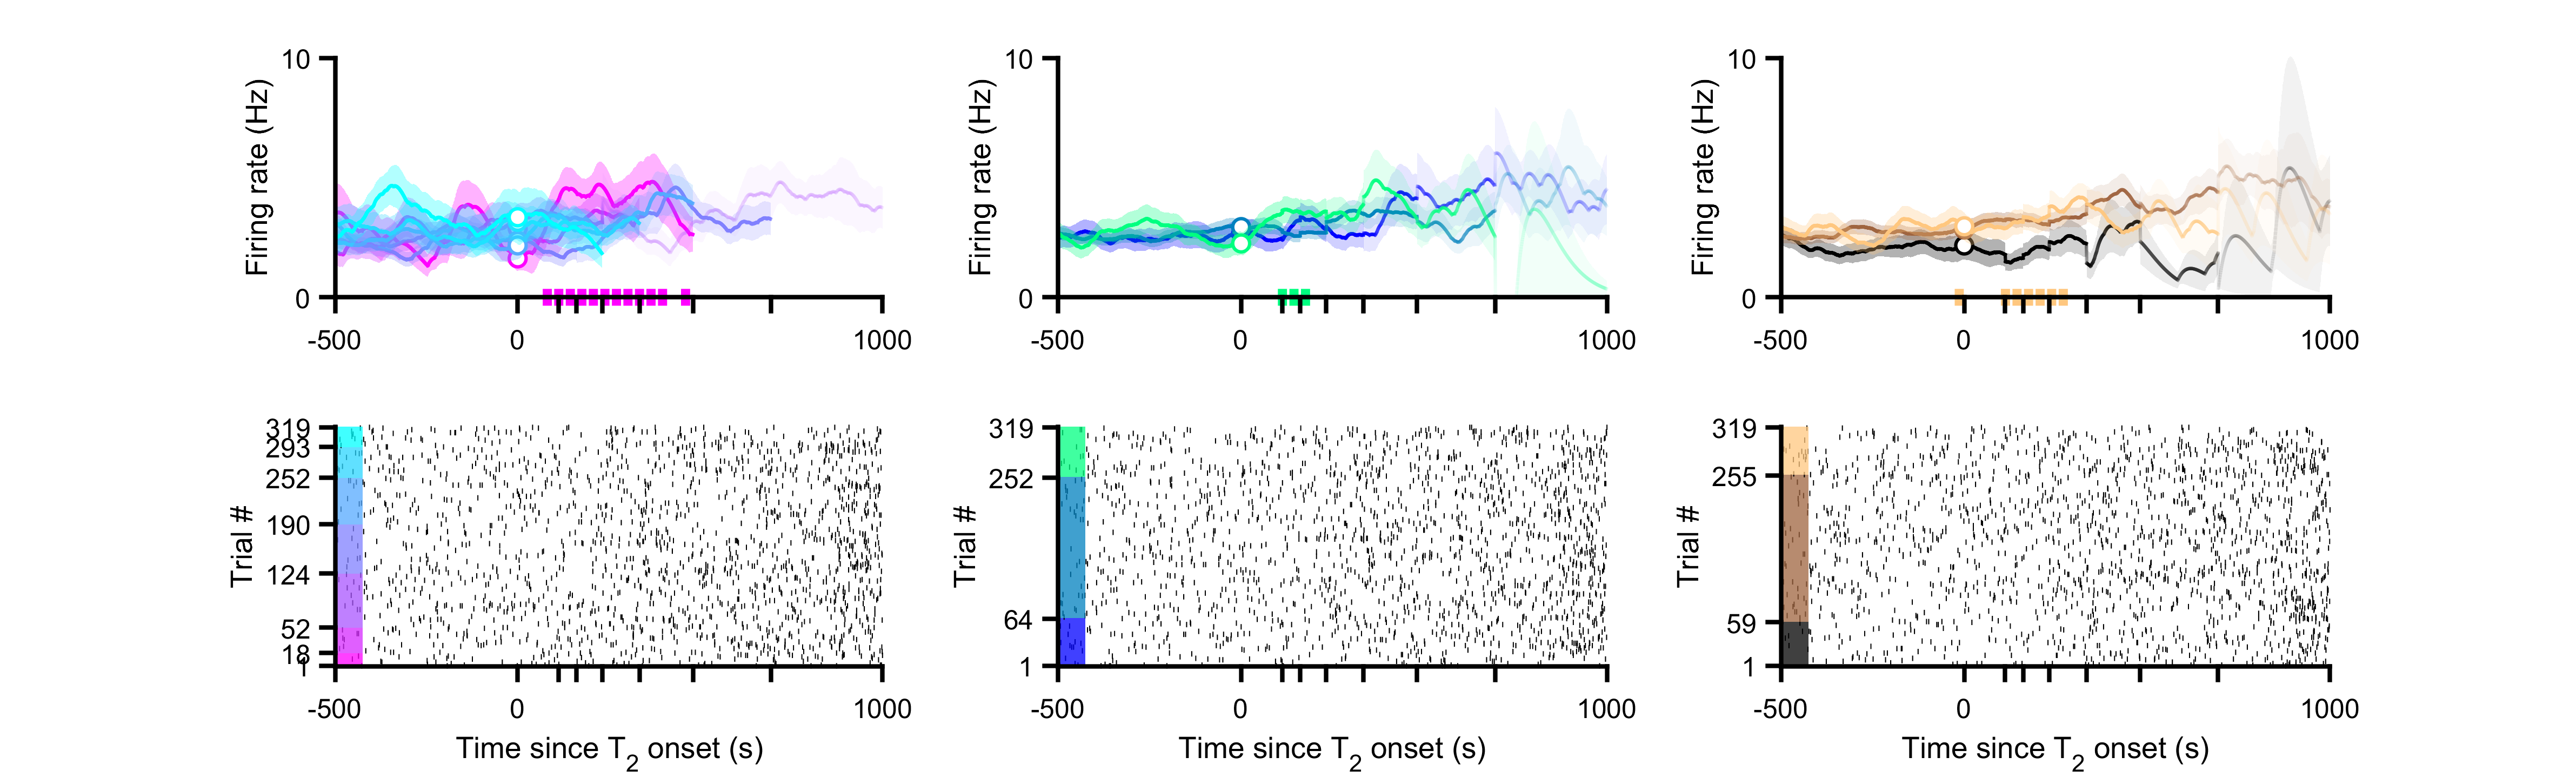 10
Firing rate (Hz)
0
-500 0 1000
10
Firing rate (Hz)
0
-500 0 1000
10
Firing rate (Hz)
0
-500 0 1000
319
293
252
190
124
52
18
1
Trial #
-500 0 1000
Time since T2 onset (s)
319
252
64
1
Trial #
-500 0 1000
Time since T2 onset (s)
319
255
59
1
Trial #
-500 0 1000
Time since T2 onset (s)